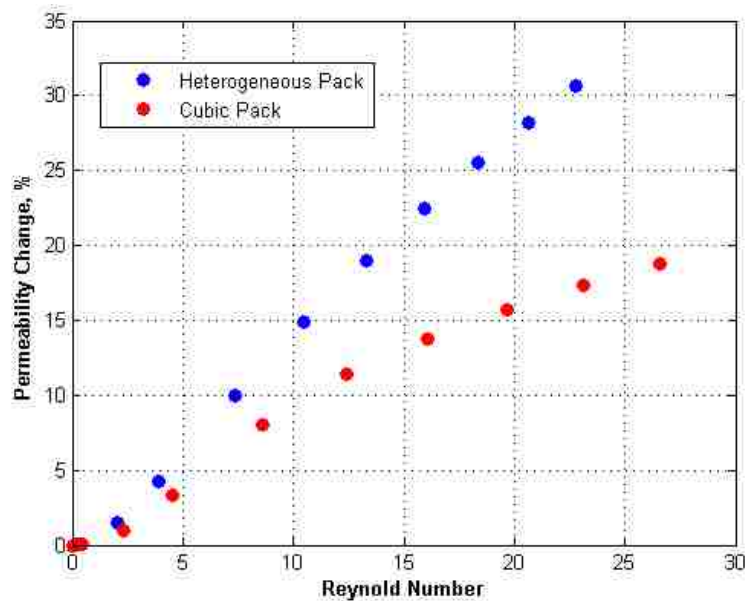 35
30
25
20
15
10
5
0
Permeability Change, %
Heterogeneous Pack
Cubic Pack
0 5 10 15 20 25 30
Reynold Number